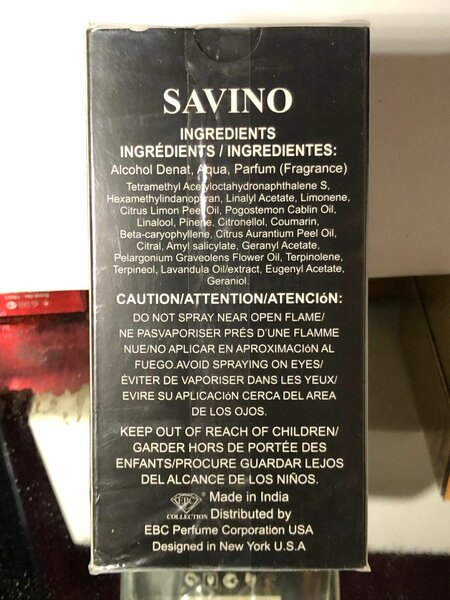 SAVINO
INGREDIENTS
INGRÉDIENTS / INGREDIENTES:
Alcohol Denat, Aqua, Parfum (Fragrance)
Tetramethyl Acetyloctahydronaphthalene S,
Hexamethylindanopyran, Linalyl Acetate, Limonene,
Citrus Limon Peel Oil, Pogostemon Cablin Oil,
Linalool, Pinene, Citronellol, Coumarin,
Beta-caryophyllene, Citrus Aurantium Peel Oil,
Citral, Amyl salicylate, Geranyl Acetate,
Pelargonium Graveolens Flower Oil, Terpinolene,
Terpineol, Lavandula Oil/extract, Eugenyl Acetate,
Geraniol.
CAUTION/ATTENTION/ATENCIóN:
DO NOT SPRAY NEAR OPEN FLAME/
NE PASVAPORISER PRÉS D'UNE FLAMME
NUE/NO APLICAR EN APROXIMACIóN AL
FUEGO.AVOID SPRAYING ON EYES/
ÉVITER DE VAPORISER DANS LES YEUX/
EVIRE SU APLICACIóN CERCA DEL AREA
DE LOS OJOS.
KEEP OUT OF REACH OF CHILDREN/
GARDER HORS DE PORTÉE DES
ENFANTS/PROCURE GUARDAR LEJOS
DEL ALCANCE DE LOS NIÑOS.
EBC
COLLECTION
®
Made in India
Distributed by
EBC Perfume Corporation USA
Designed in New York U.S.A